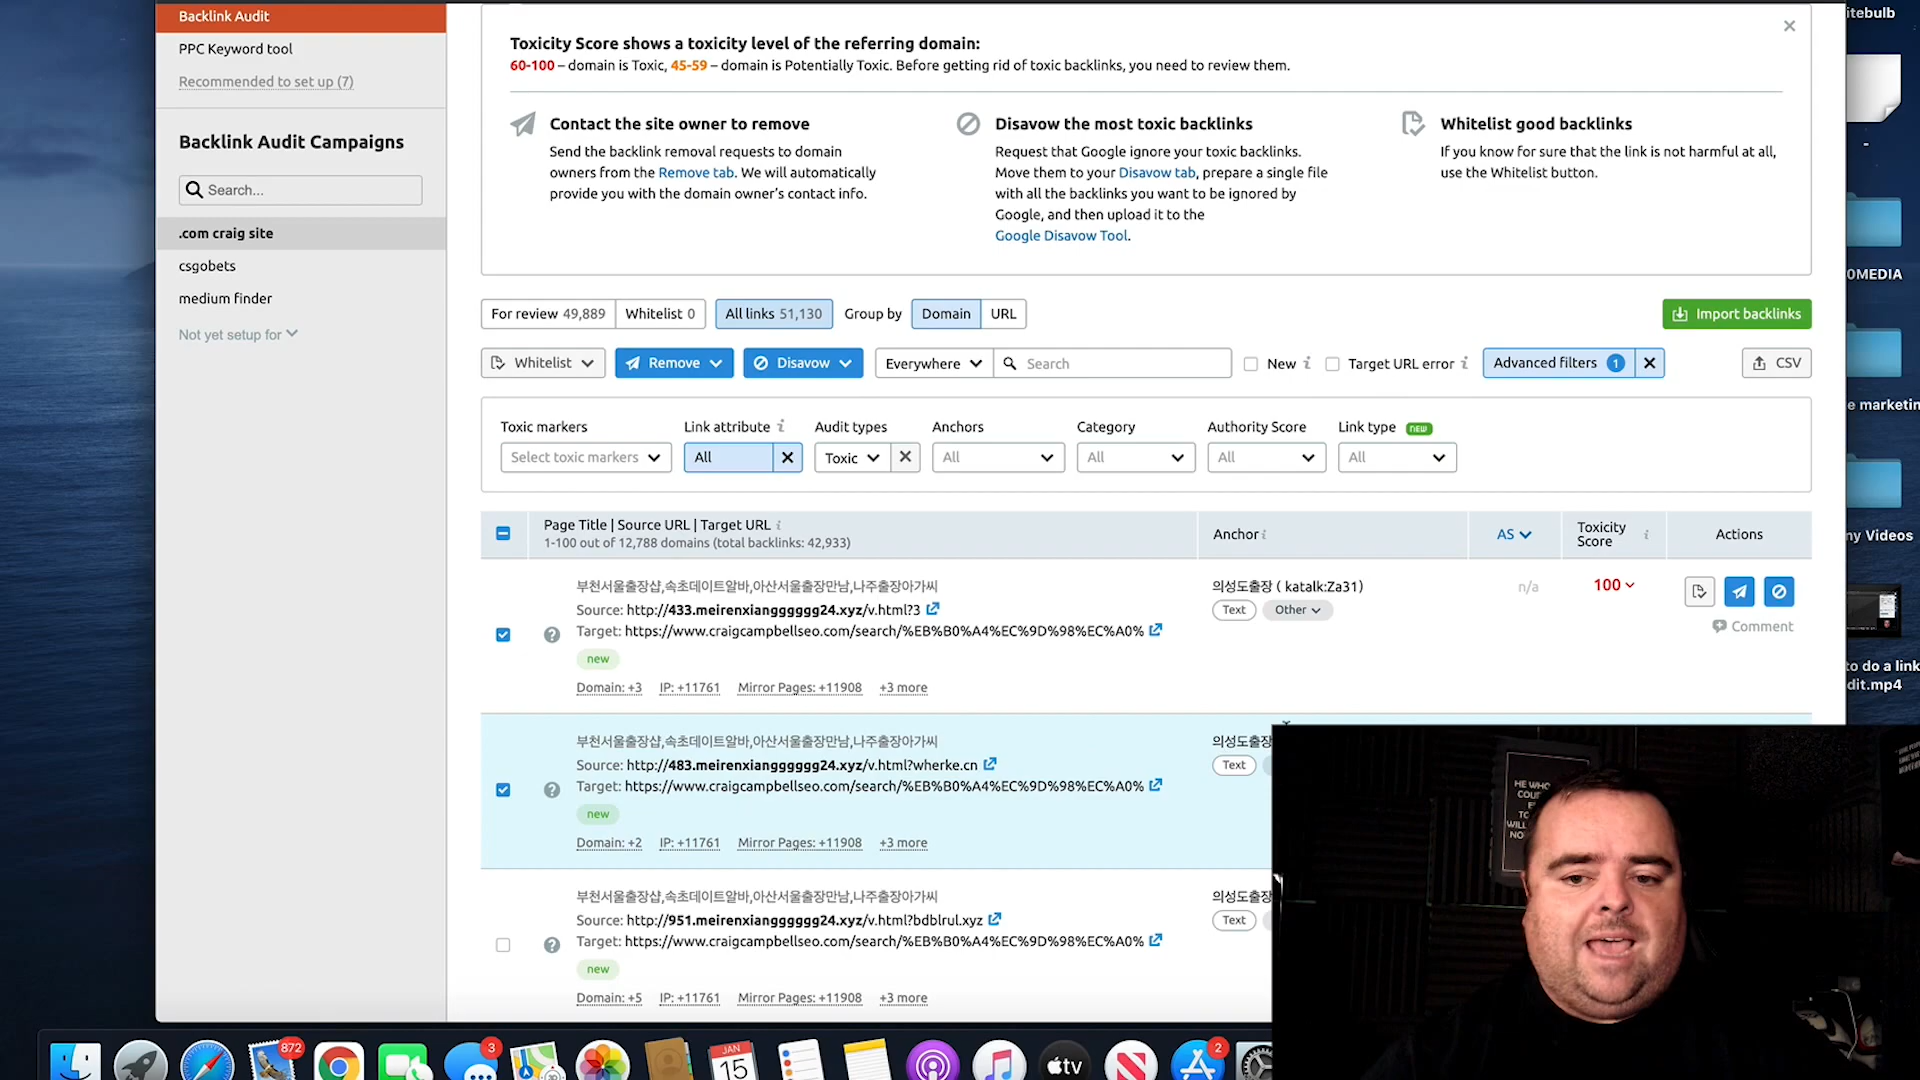 Backlink Audit
PPC Keyword tool
Recommended to set up (7)
Backlink Audit Campaigns
Search...
.com craig site
csgobets
medium finder
Not yet setup for
Toxicity Score shows a toxicity level of the referring domain:
60-100 – domain is Toxic, 45-59 – domain is Potentially Toxic. Before getting rid of toxic backlinks, you need to review them.
Contact the site owner to remove
Send the backlink removal requests to domain
owners from the Remove tab. We will automatically
provide you with the domain owner's contact info.
Disavow the most toxic backlinks
Request that Google ignore your toxic backlinks.
Move them to your Disavow tab, prepare a single file
with all the backlinks you want to be ignored by
Google, and then upload it to the
Google Disavow Tool.
Whitelist good backlinks
If you know for sure that the link is not harmful at all,
use the Whitelist button.
For review 49,889 Whitelist 0 All links 51,130 Group by Domain URL Import backlinks
Whitelist Remove Disavow Everywhere Search New i Target URL error i Advanced filters 1 CSV
Toxic markers Link attribute i Audit types Anchors Category Authority Score Link type new
Select toxic markers All Toxic All All All All
Page Title | Source URL | Target URL i
1-100 out of 12,788 domains (total backlinks: 42,933)
Anchor i AS Toxicity Score i Actions
부천서울출장샵,속초데이트알바,아산서울출장만남,나주출장아가씨
Source: http://433.meirenxiangggggg24.xyz/v.html?3
Target: https://www.craigcampbellseo.com/search/%EB%B0%A4%EC%9D%98%EC%A0%
new
Domain: +3 IP: +11761 Mirror Pages: +11908 +3 more
의성도출장 ( katalk:Za31)
Text Other
n/a 100
Comment
부천서울출장샵,속초데이트알바,아산서울출장만남,나주출장아가씨
Source: http://483.meirenxiangggggg24.xyz/v.html?wherke.cn
Target: https://www.craigcampbellseo.com/search/%EB%B0%A4%EC%9D%98%EC%A0%
new
Domain: +2 IP: +11761 Mirror Pages: +11908 +3 more
의성도출장
Text
부천서울출장샵,속초데이트알바,아산서울출장만남,나주출장아가씨
Source: http://951.meirenxiangggggg24.xyz/v.html?bdblrul.xyz
Target: https://www.craigcampbellseo.com/search/%EB%B0%A4%EC%9D%98%EC%A0%
new
Domain: +5 IP: +11761 Mirror Pages: +11908 +3 more
의성도출장
Text
itebulb
0MEDIA
e marketin
ny Videos
to do a link
dit.mp4
HE WHO
872
3
JAN
15
tv
2